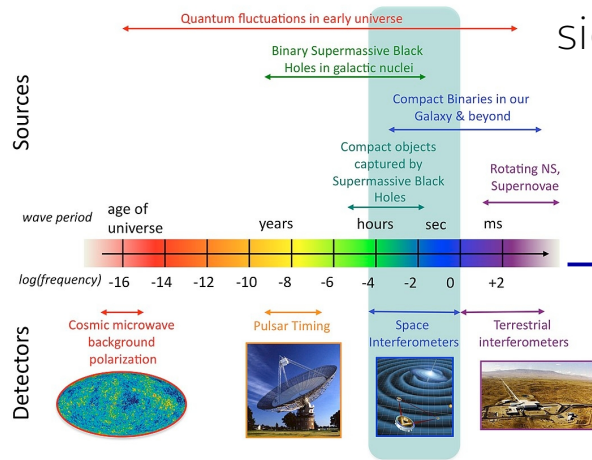 Quantum fluctuations in early universe
sig
Binary Supermassive Black
Holes in galactic nuclei
Compact Binaries in our
Galaxy & beyond
Compact objects
captured by
Supermassive Black
Holes
Rotating NS,
Supernovae
Sources
wave period
age of
universe
years
hours
sec
ms
log(frequency)
-16 -14 -12 -10 -8 -6 -4 -2 0 +2
Detectors
Cosmic microwave
background
polarization
Pulsar Timing
Space
Interferometers
Terrestrial
interferometers